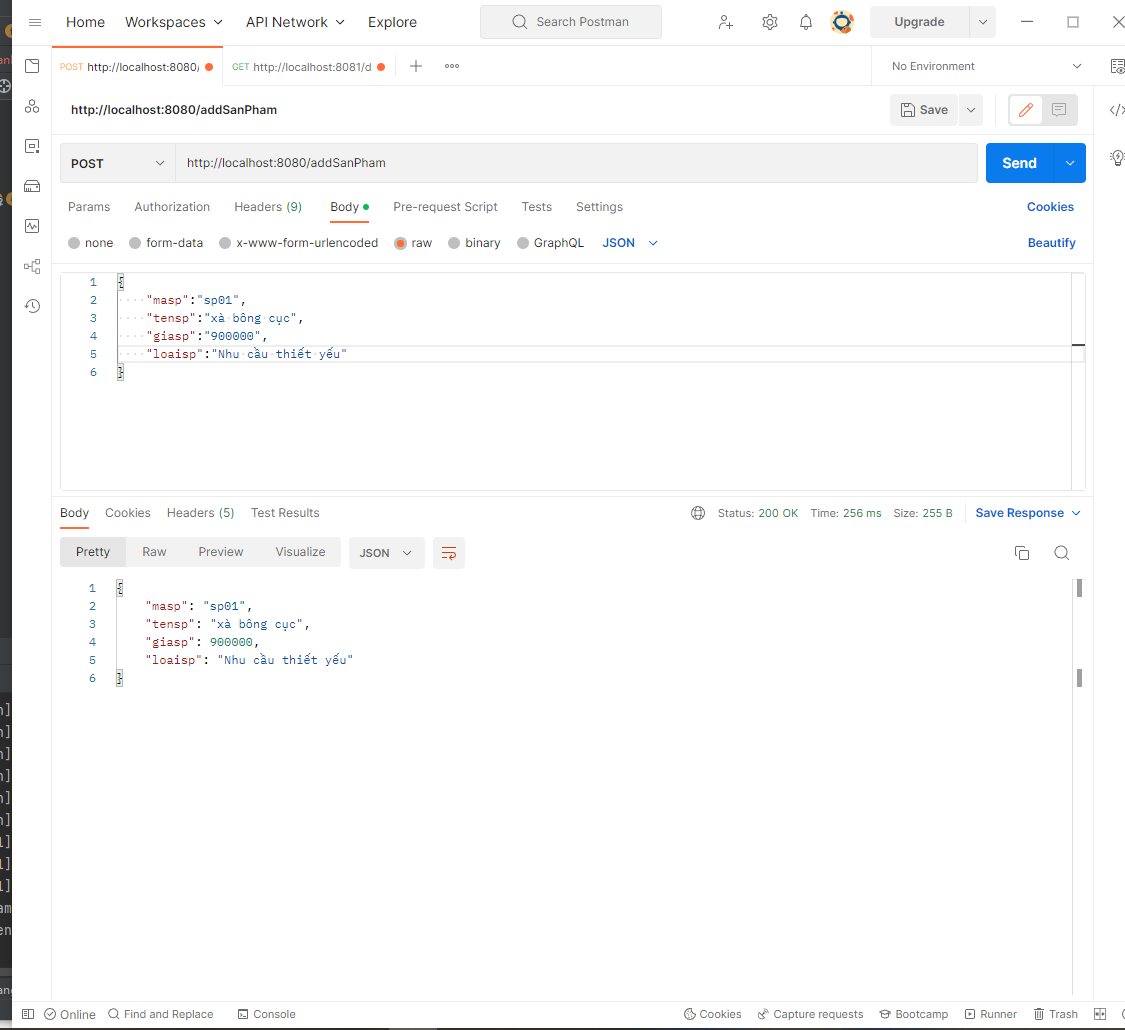 Home Workspaces API Network Explore Search Postman Upgrade
POST http://localhost:8080/ GET http://localhost:8081/d No Environment
http://localhost:8080/addSanPham Save
POST http://localhost:8080/addSanPham Send
Params Authorization Headers (9) Body Pre-request Script Tests Settings Cookies
none form-data x-www-form-urlencoded raw binary GraphQL JSON Beautify
1 {
2 "masp":"sp01",
3 "tensp":"xà bông cục",
4 "giasp":"900000",
5 "loaisp":"Nhu cầu thiết yếu"
6 }
Body Cookies Headers (5) Test Results Status: 200 OK Time: 256 ms Size: 255 B Save Response
Pretty Raw Preview Visualize JSON
1 {
2 "masp": "sp01",
3 "tensp": "xà bông cục",
4 "giasp": 900000,
5 "loaisp": "Nhu cầu thiết yếu"
6 }
Online Find and Replace Console Cookies Capture requests Bootcamp Runner Trash